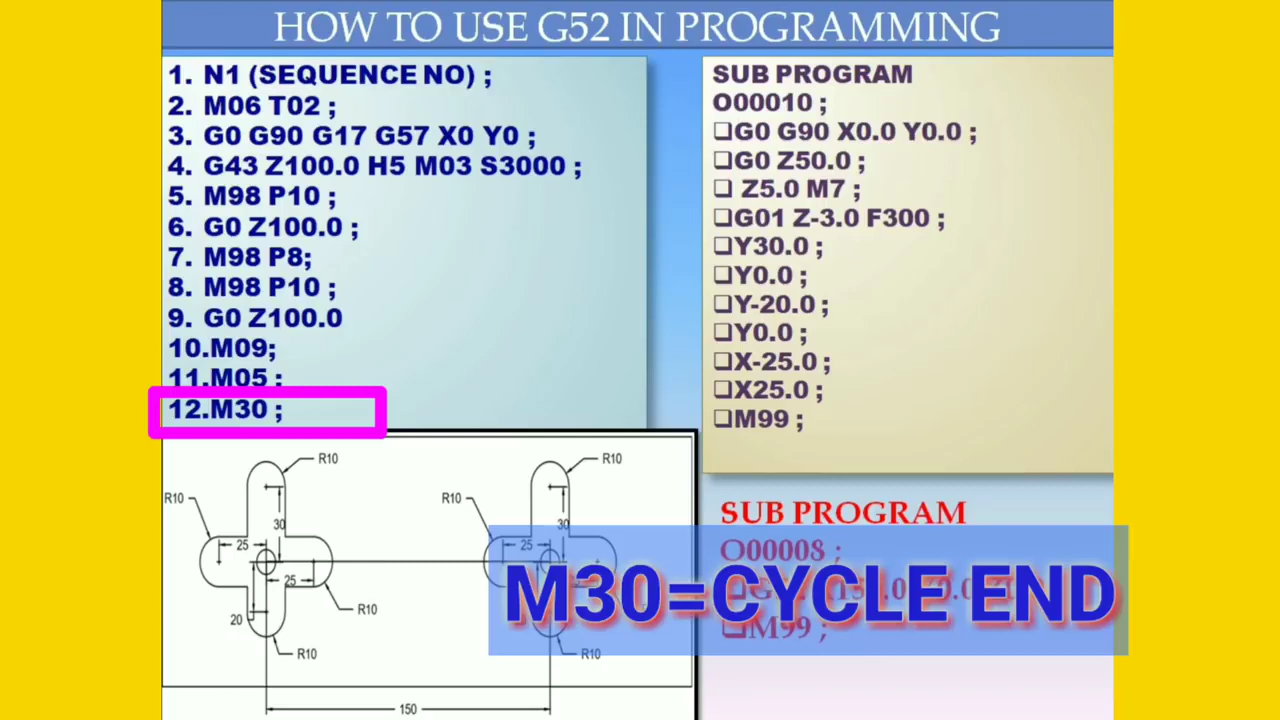 HOW TO USE G52 IN PROGRAMMING
1. N1 (SEQUENCE NO) ;
2. M06 T02 ;
3. G0 G90 G17 G57 X0 Y0 ;
4. G43 Z100.0 H5 M03 S3000 ;
5. M98 P10 ;
6. G0 Z100.0 ;
7. M98 P8;
8. M98 P10 ;
9. G0 Z100.0
10.M09;
11.M05 ;
12.M30 ;
SUB PROGRAM
O00010 ;
G0 G90 X0.0 Y0.0 ;
G0 Z50.0 ;
Z5.0 M7 ;
G01 Z-3.0 F300 ;
Y30.0 ;
Y0.0 ;
Y-20.0 ;
Y0.0 ;
X-25.0 ;
X25.0 ;
M99 ;
R10
R10
30
25
25
20
R10
R10
R10
R10
30
25
R10
150
SUB PROGRAM
O00008 ;
M30=CYCLE END
M99 ;